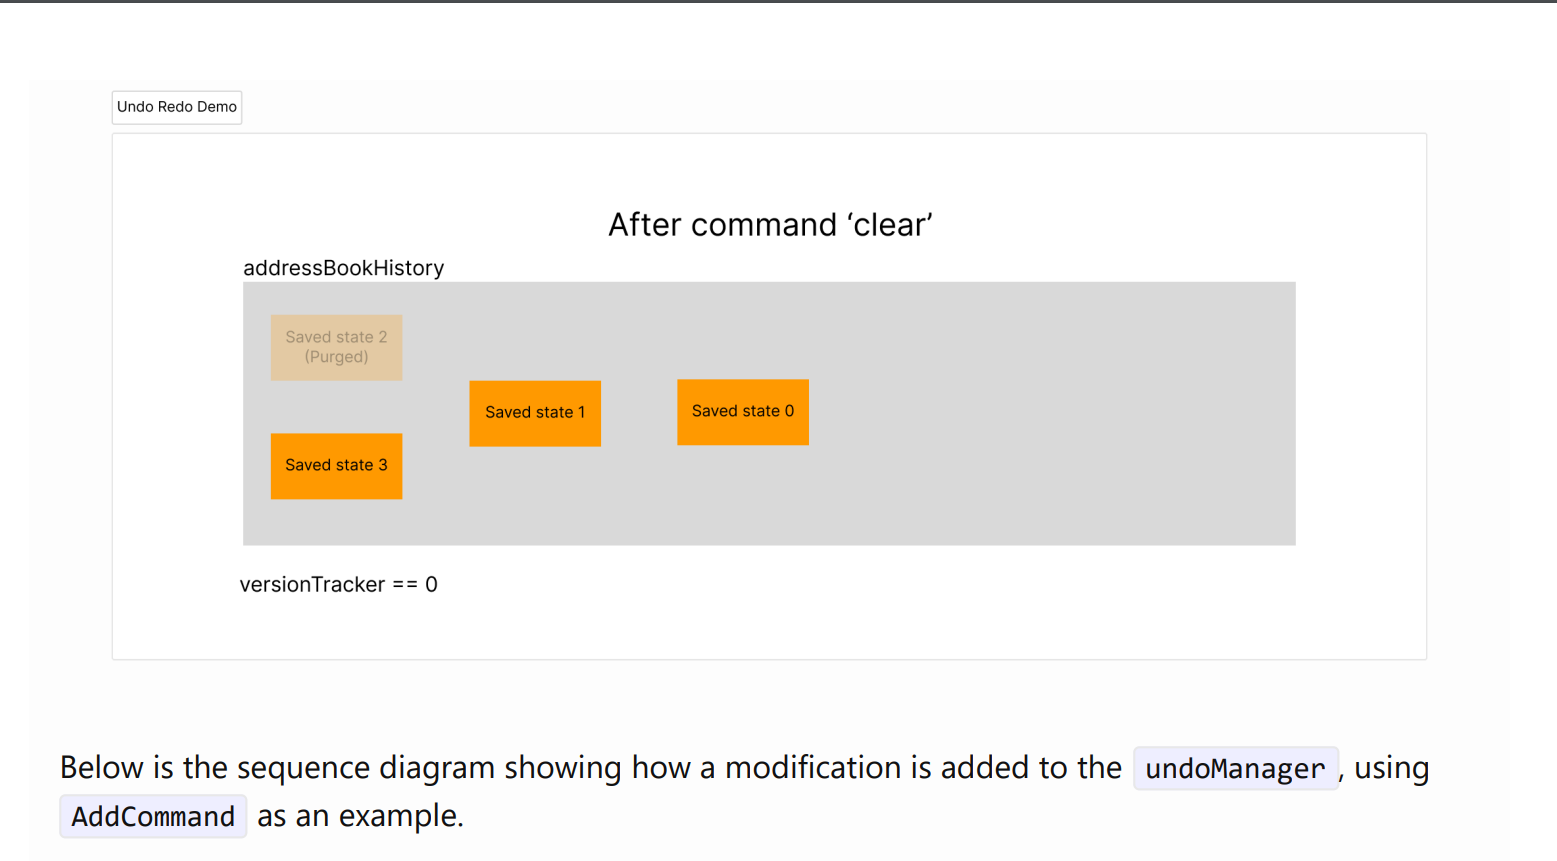 Undo Redo Demo
After command ‘clear’
addressBookHistory
Saved state 2
(Purged)
Saved state 1
Saved state 0
Saved state 3
versionTracker == 0
Below is the sequence diagram showing how a modification is added to the undoManager, using
AddCommand as an example.